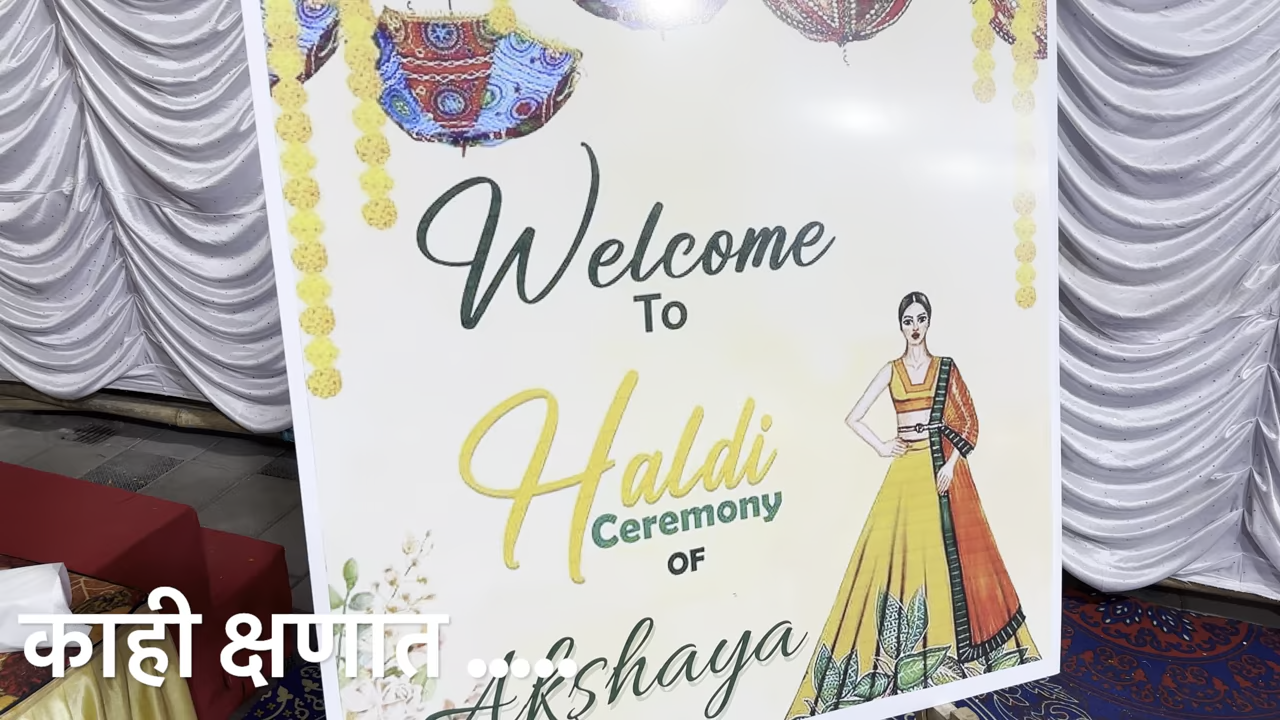 Welcome
To
Haldi
Ceremony
OF
Akshaya
काही क्षणात .....